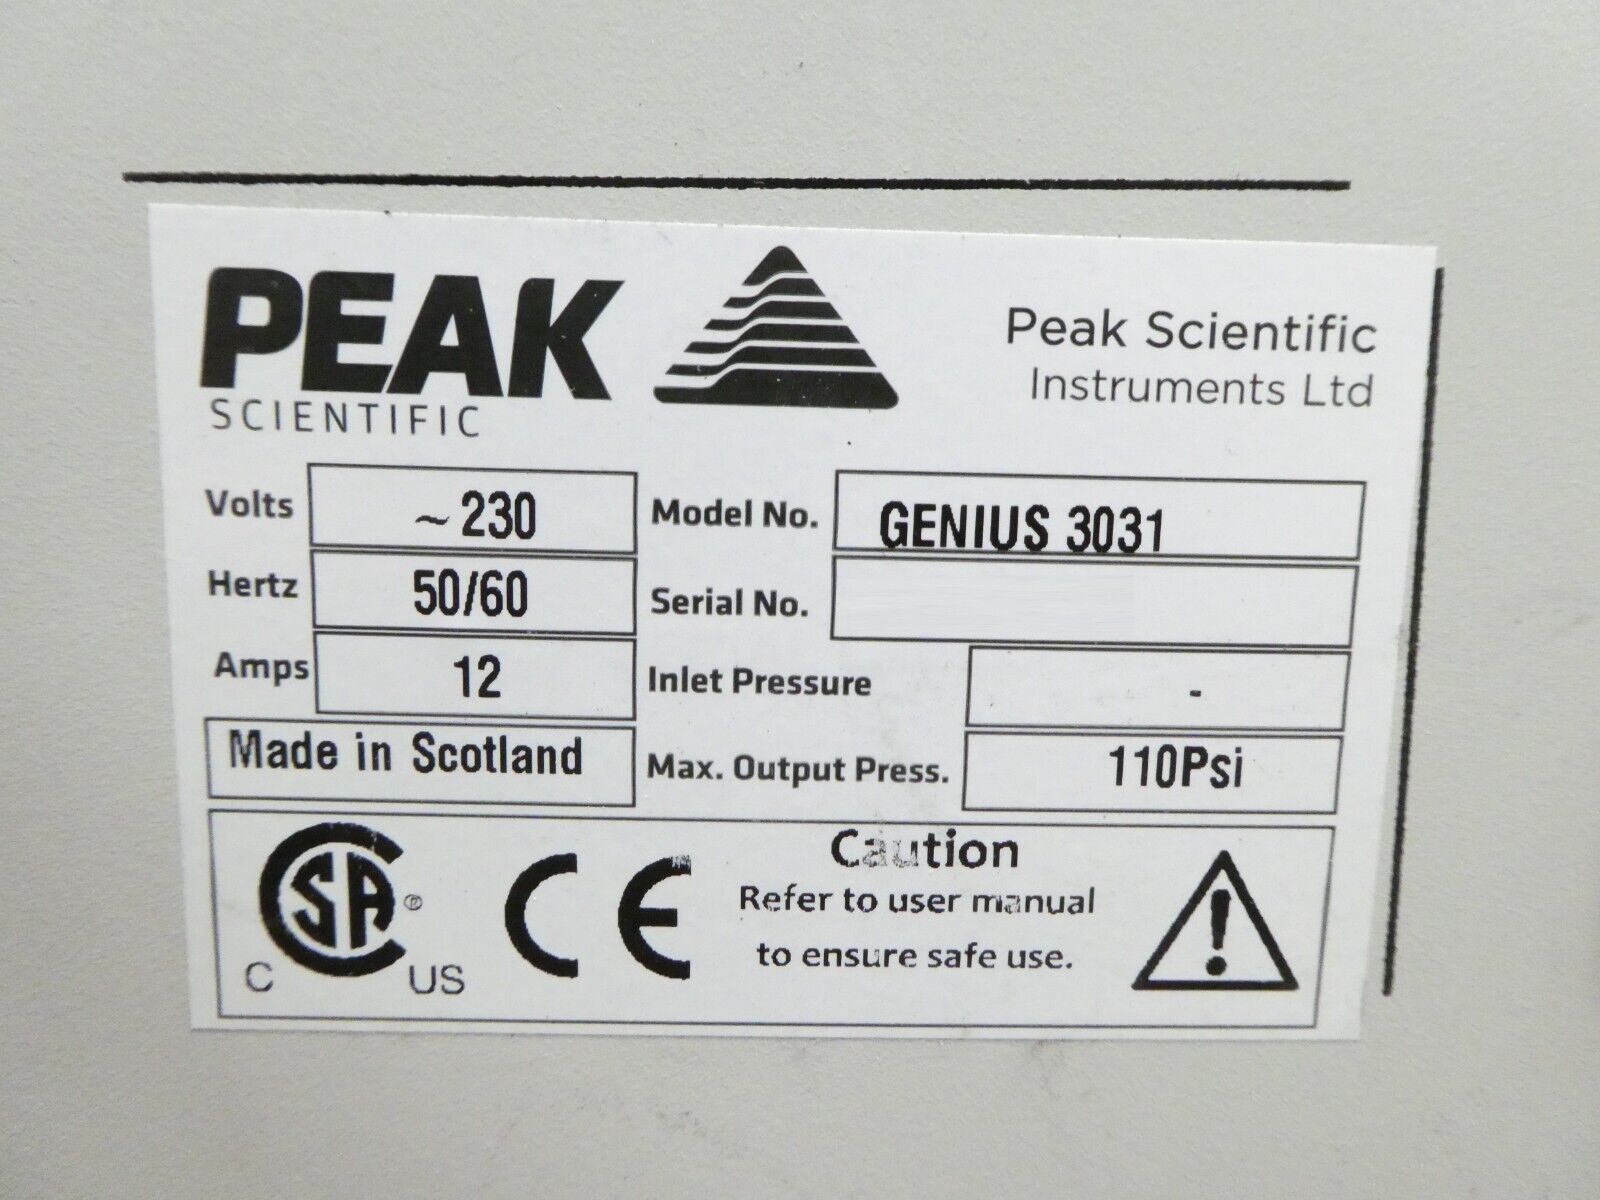 PEAK
SCIENTIFIC
Peak Scientific
Instruments Ltd
Volts ~230 Model No. GENIUS 3031
Hertz 50/60 Serial No.
Amps 12 Inlet Pressure -
Made in Scotland Max. Output Press. 110Psi
CSA ® C US
CE
Caution
Refer to user manual
to ensure safe use.
!